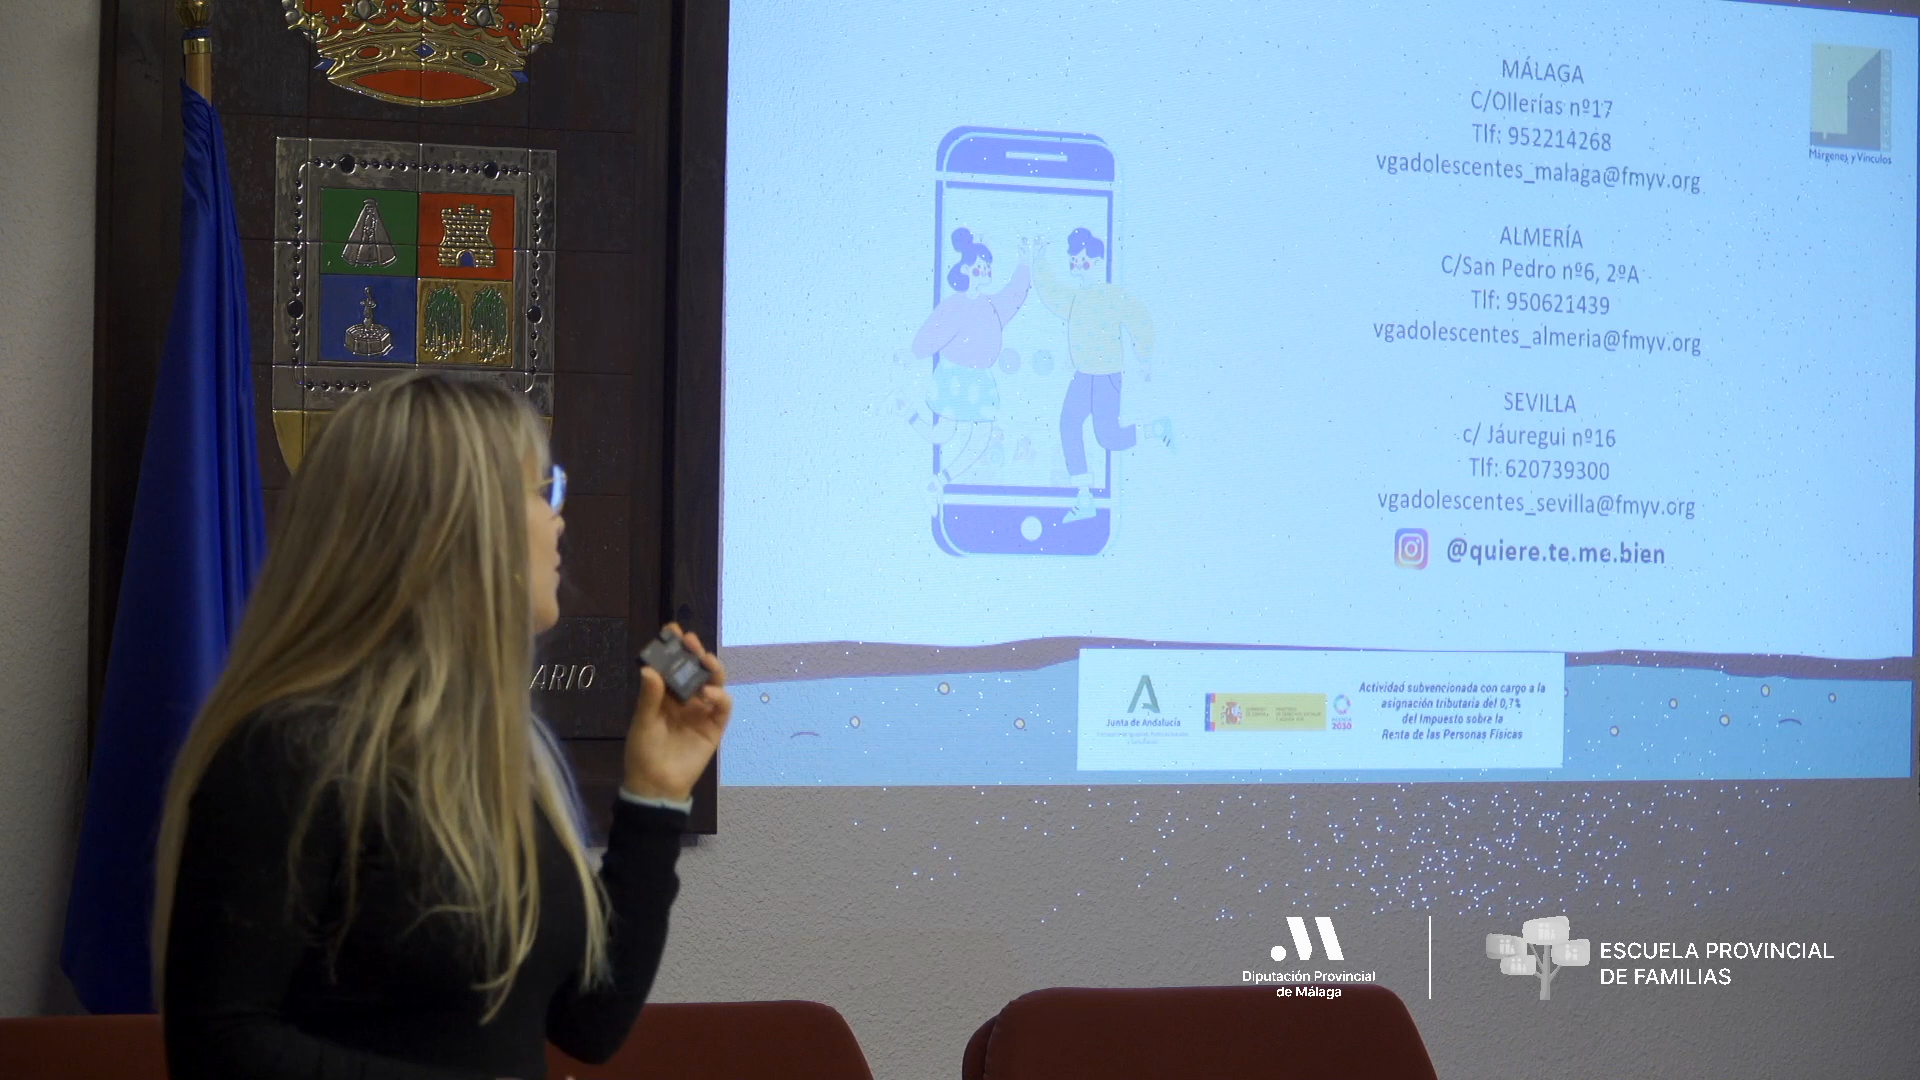 MÁLAGA
C/Ollerías nº17
Tlf: 952214268
vgadolescentes_malaga@fmyv.org
Márgenes y Vínculos
ALMERÍA
C/San Pedro nº6, 2ºA
Tlf: 950621439
vgadolescentes_almeria@fmyv.org
SEVILLA
c/ Jáuregui nº16
Tlf: 620739300
vgadolescentes_sevilla@fmyv.org
@quiere.te.me.bien
ARIO
Junta de Andalucía
2030
Actividad subvencionada con cargo a la
asignación tributaria del 0,7%
del Impuesto sobre la
Renta de las Personas Físicas
Diputación Provincial
de Málaga
ESCUELA PROVINCIAL
DE FAMILIAS